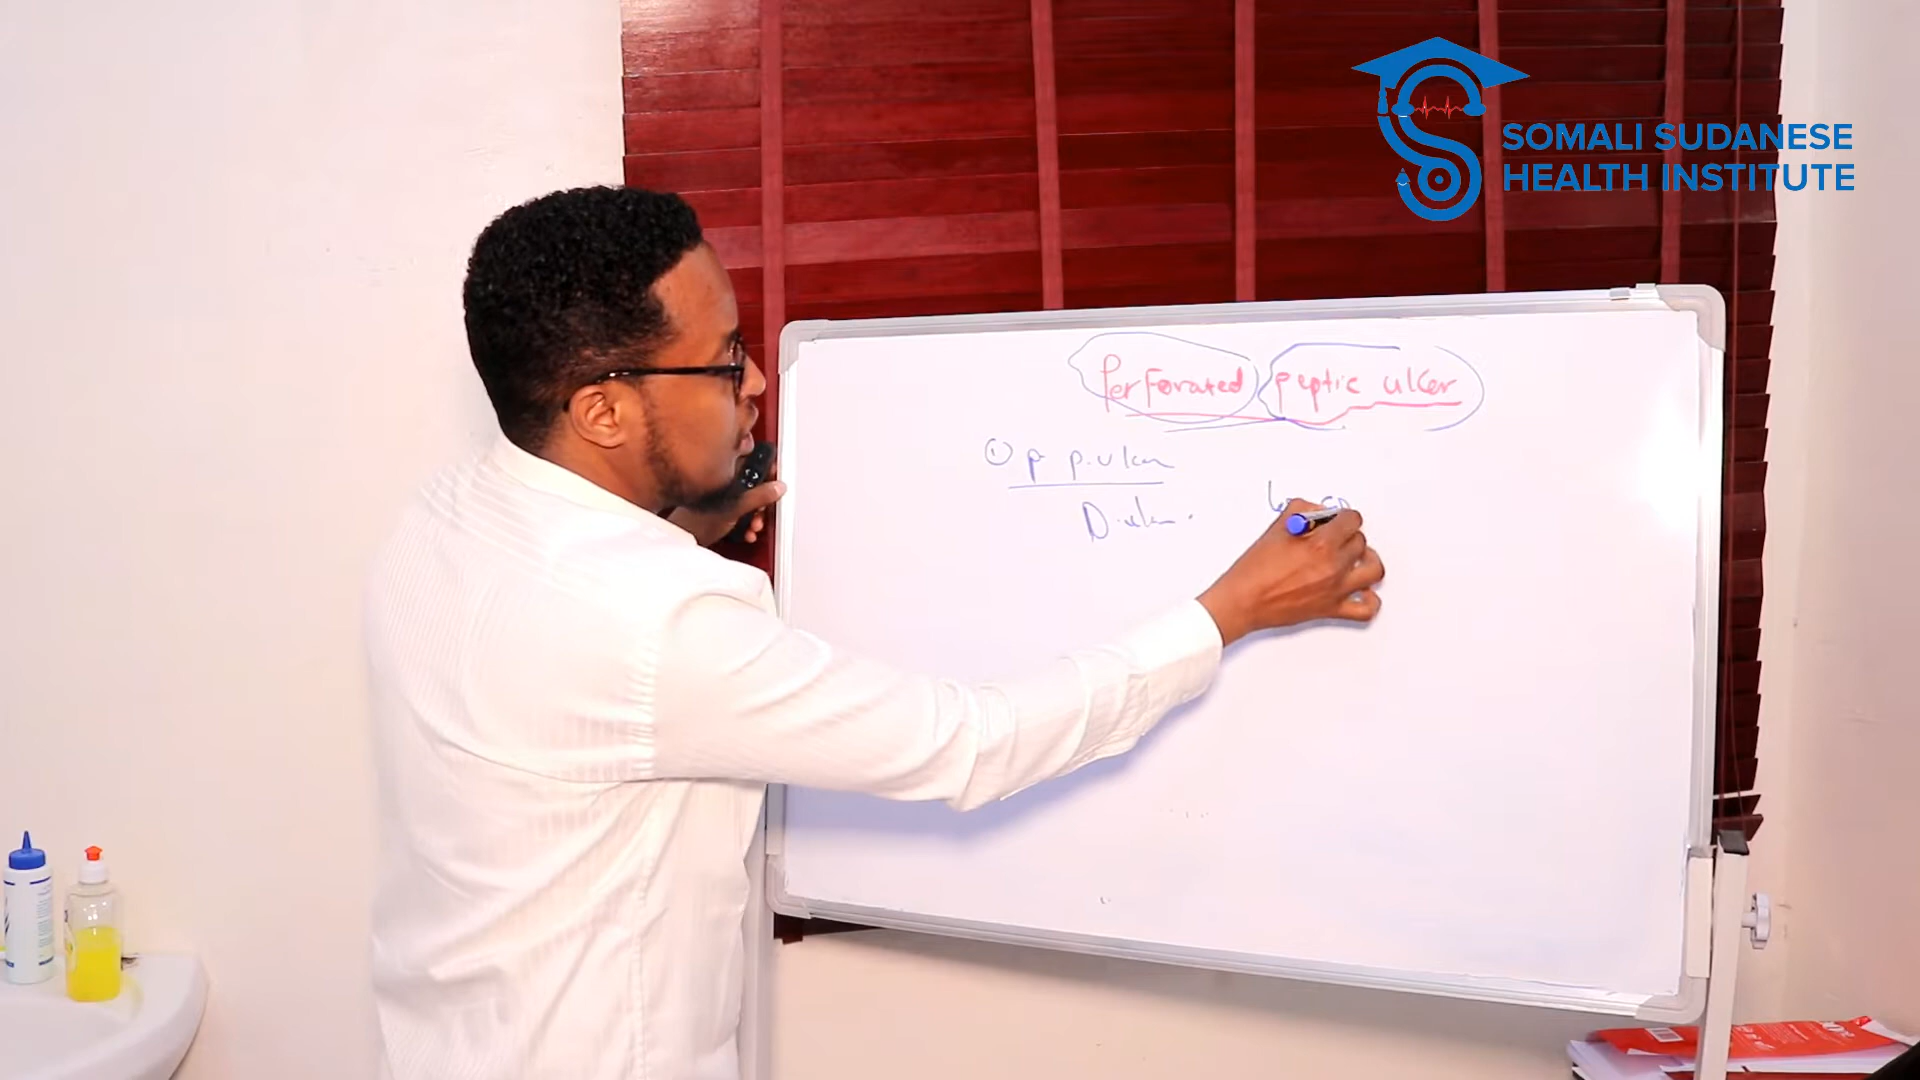 SOMALI SUDANESE
HEALTH INSTITUTE
Perforated peptic ulcer
① P p.ulcer
D.ulcer.